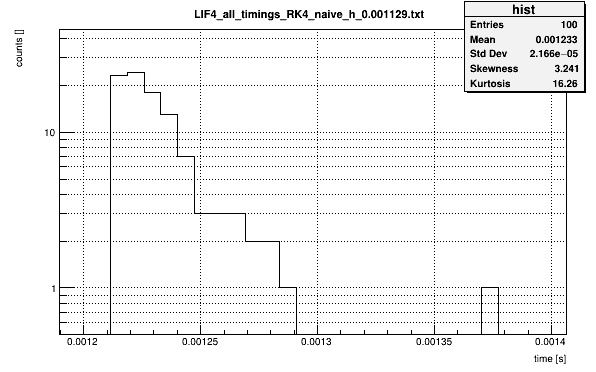 LIF4_all_timings_RK4_naive_h_0.001129.txt
hist
Entries 100
Mean 0.001233
Std Dev 2.166e−05
Skewness 3.241
Kurtosis 16.26
counts []
10
1
0.0012 0.00125 0.0013 0.00135 0.0014
time [s]